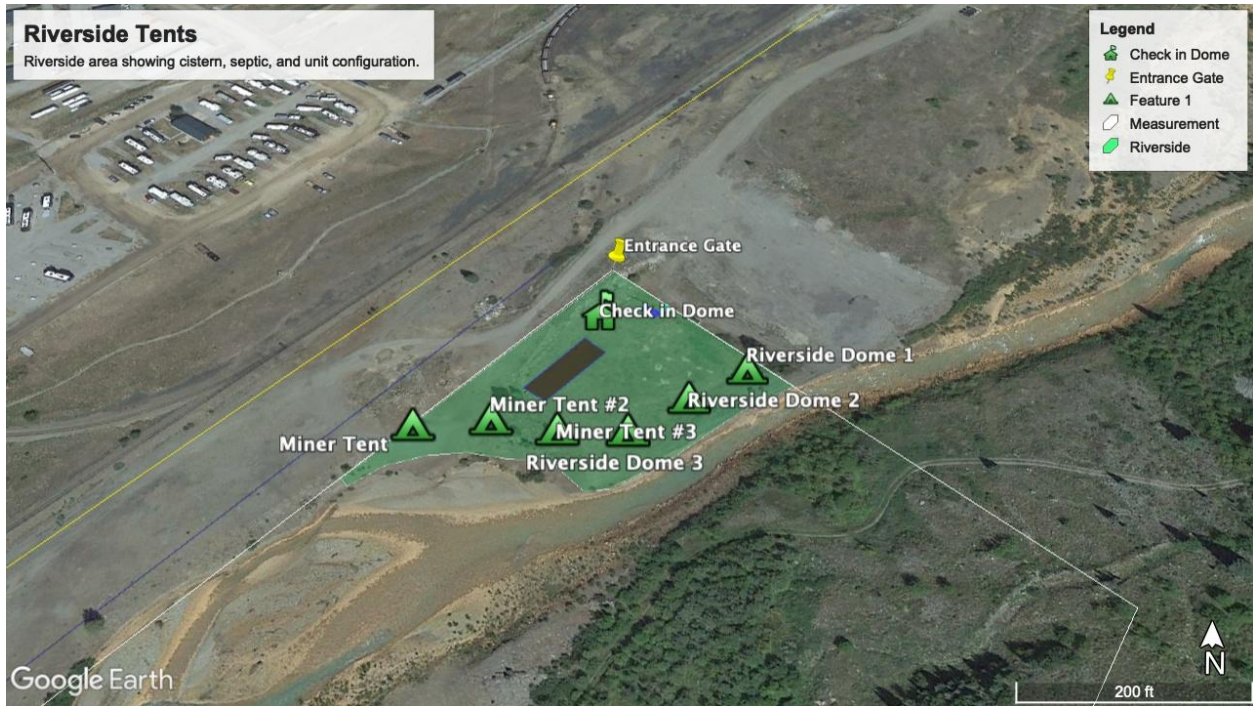 Riverside Tents
Riverside area showing cistern, septic, and unit configuration.
Legend
Check in Dome
Entrance Gate
Feature 1
Measurement
Riverside
Entrance Gate
Check in Dome
Riverside Dome 1
Riverside Dome 2
Miner Tent #2
Miner Tent #3
Miner Tent
Riverside Dome 3
Google Earth
N
200 ft